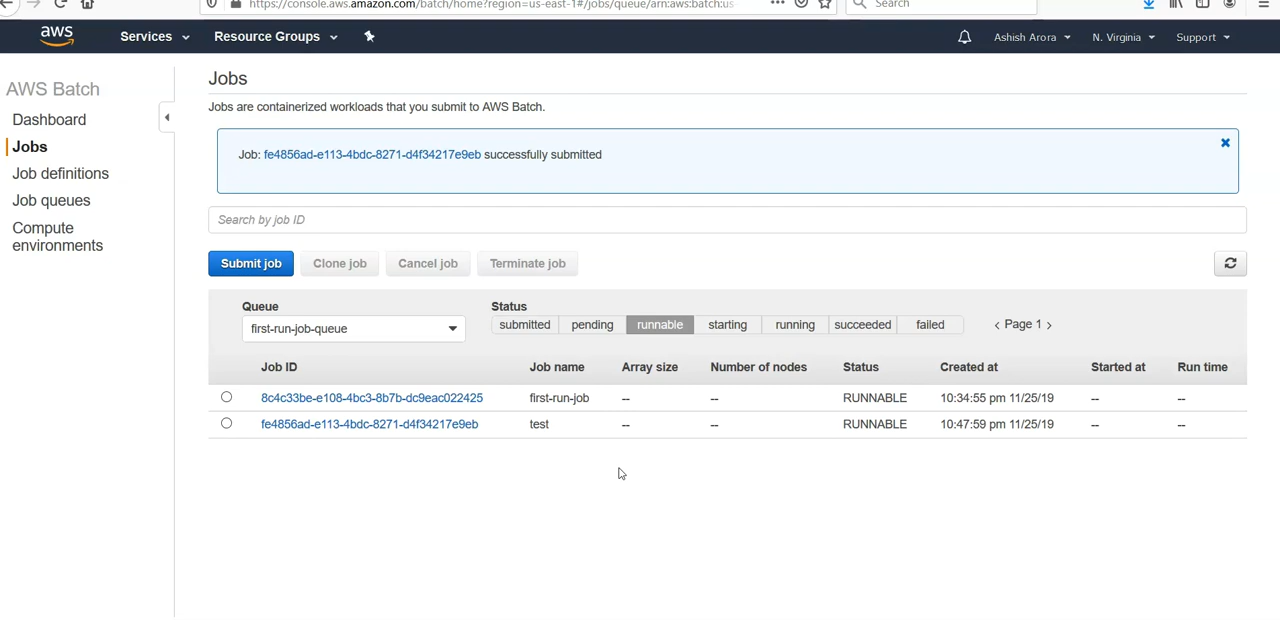 https://console.aws.amazon.com/batch/home?region=us-east-1#/jobs/queue/arn:aws:batch:us-
Search
aws Services Resource Groups Ashish Arora N. Virginia Support
AWS Batch
Dashboard
Jobs
Job definitions
Job queues
Compute
environments
Jobs
Jobs are containerized workloads that you submit to AWS Batch.
Job: fe4856ad-e113-4bdc-8271-d4f34217e9eb successfully submitted
Search by job ID
Submit job Clone job Cancel job Terminate job
Queue Status
first-run-job-queue submitted pending runnable starting running succeeded failed Page 1
Job ID Job name Array size Number of nodes Status Created at Started at Run time
8c4c33be-e108-4bc3-8b7b-dc9eac022425 first-run-job -- -- RUNNABLE 10:34:55 pm 11/25/19 -- --
fe4856ad-e113-4bdc-8271-d4f34217e9eb test -- -- RUNNABLE 10:47:59 pm 11/25/19 -- --